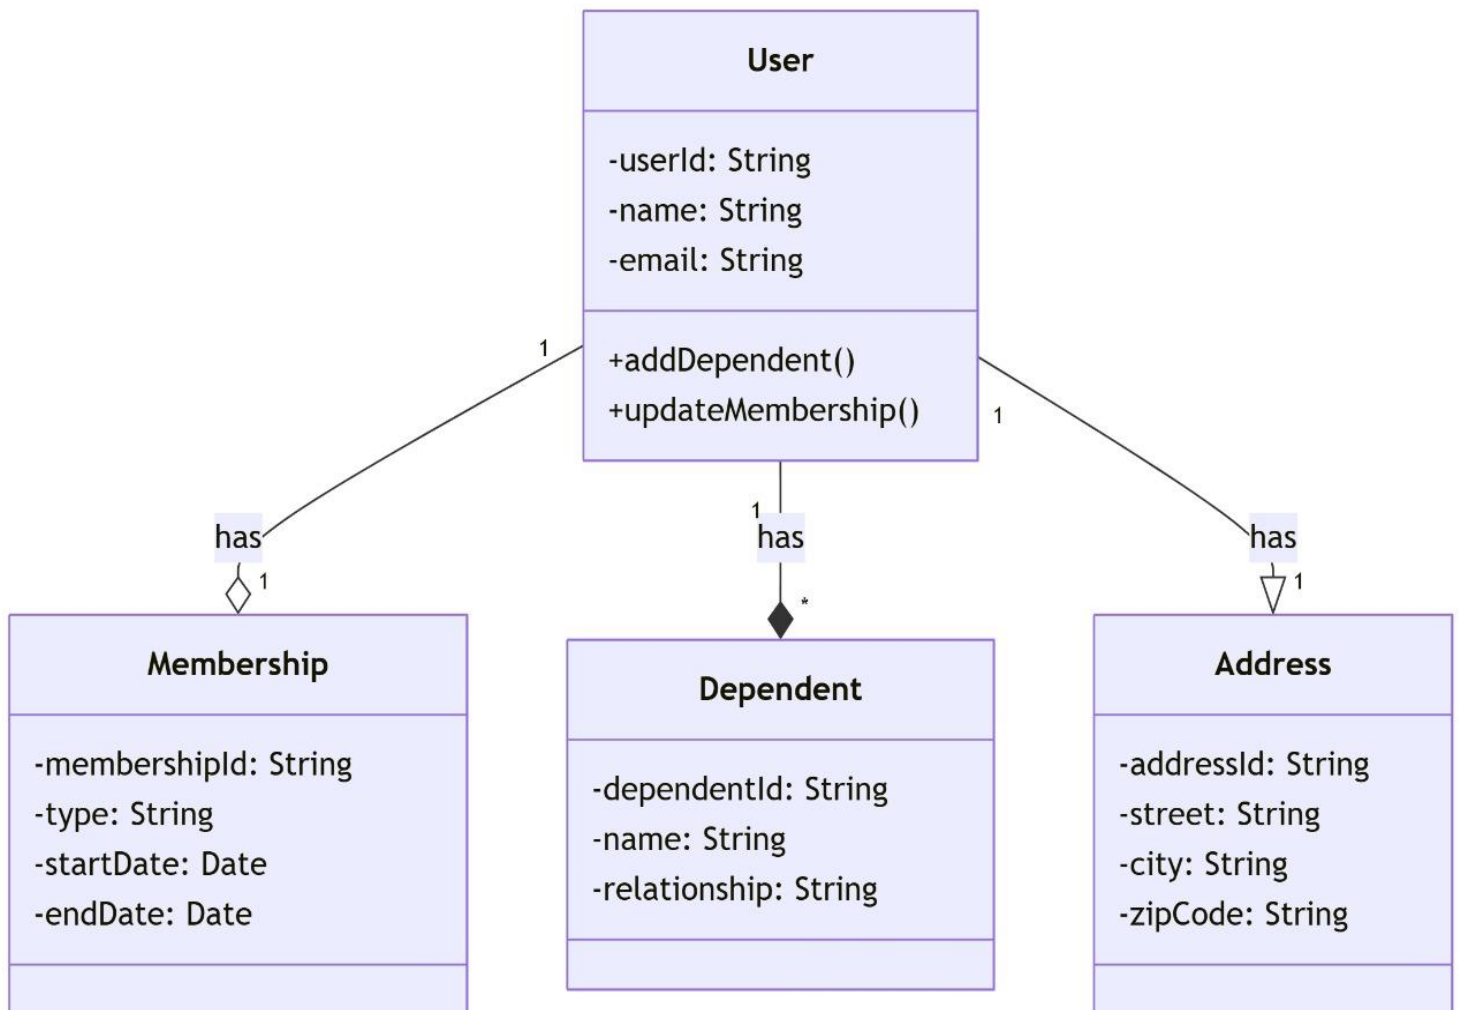 User
-userId: String
-name: String
-email: String
+addDependent()
+updateMembership()
1
1
1
has
has
has
1
*
1
Membership
-membershipId: String
-type: String
-startDate: Date
-endDate: Date
Dependent
-dependentId: String
-name: String
-relationship: String
Address
-addressId: String
-street: String
-city: String
-zipCode: String